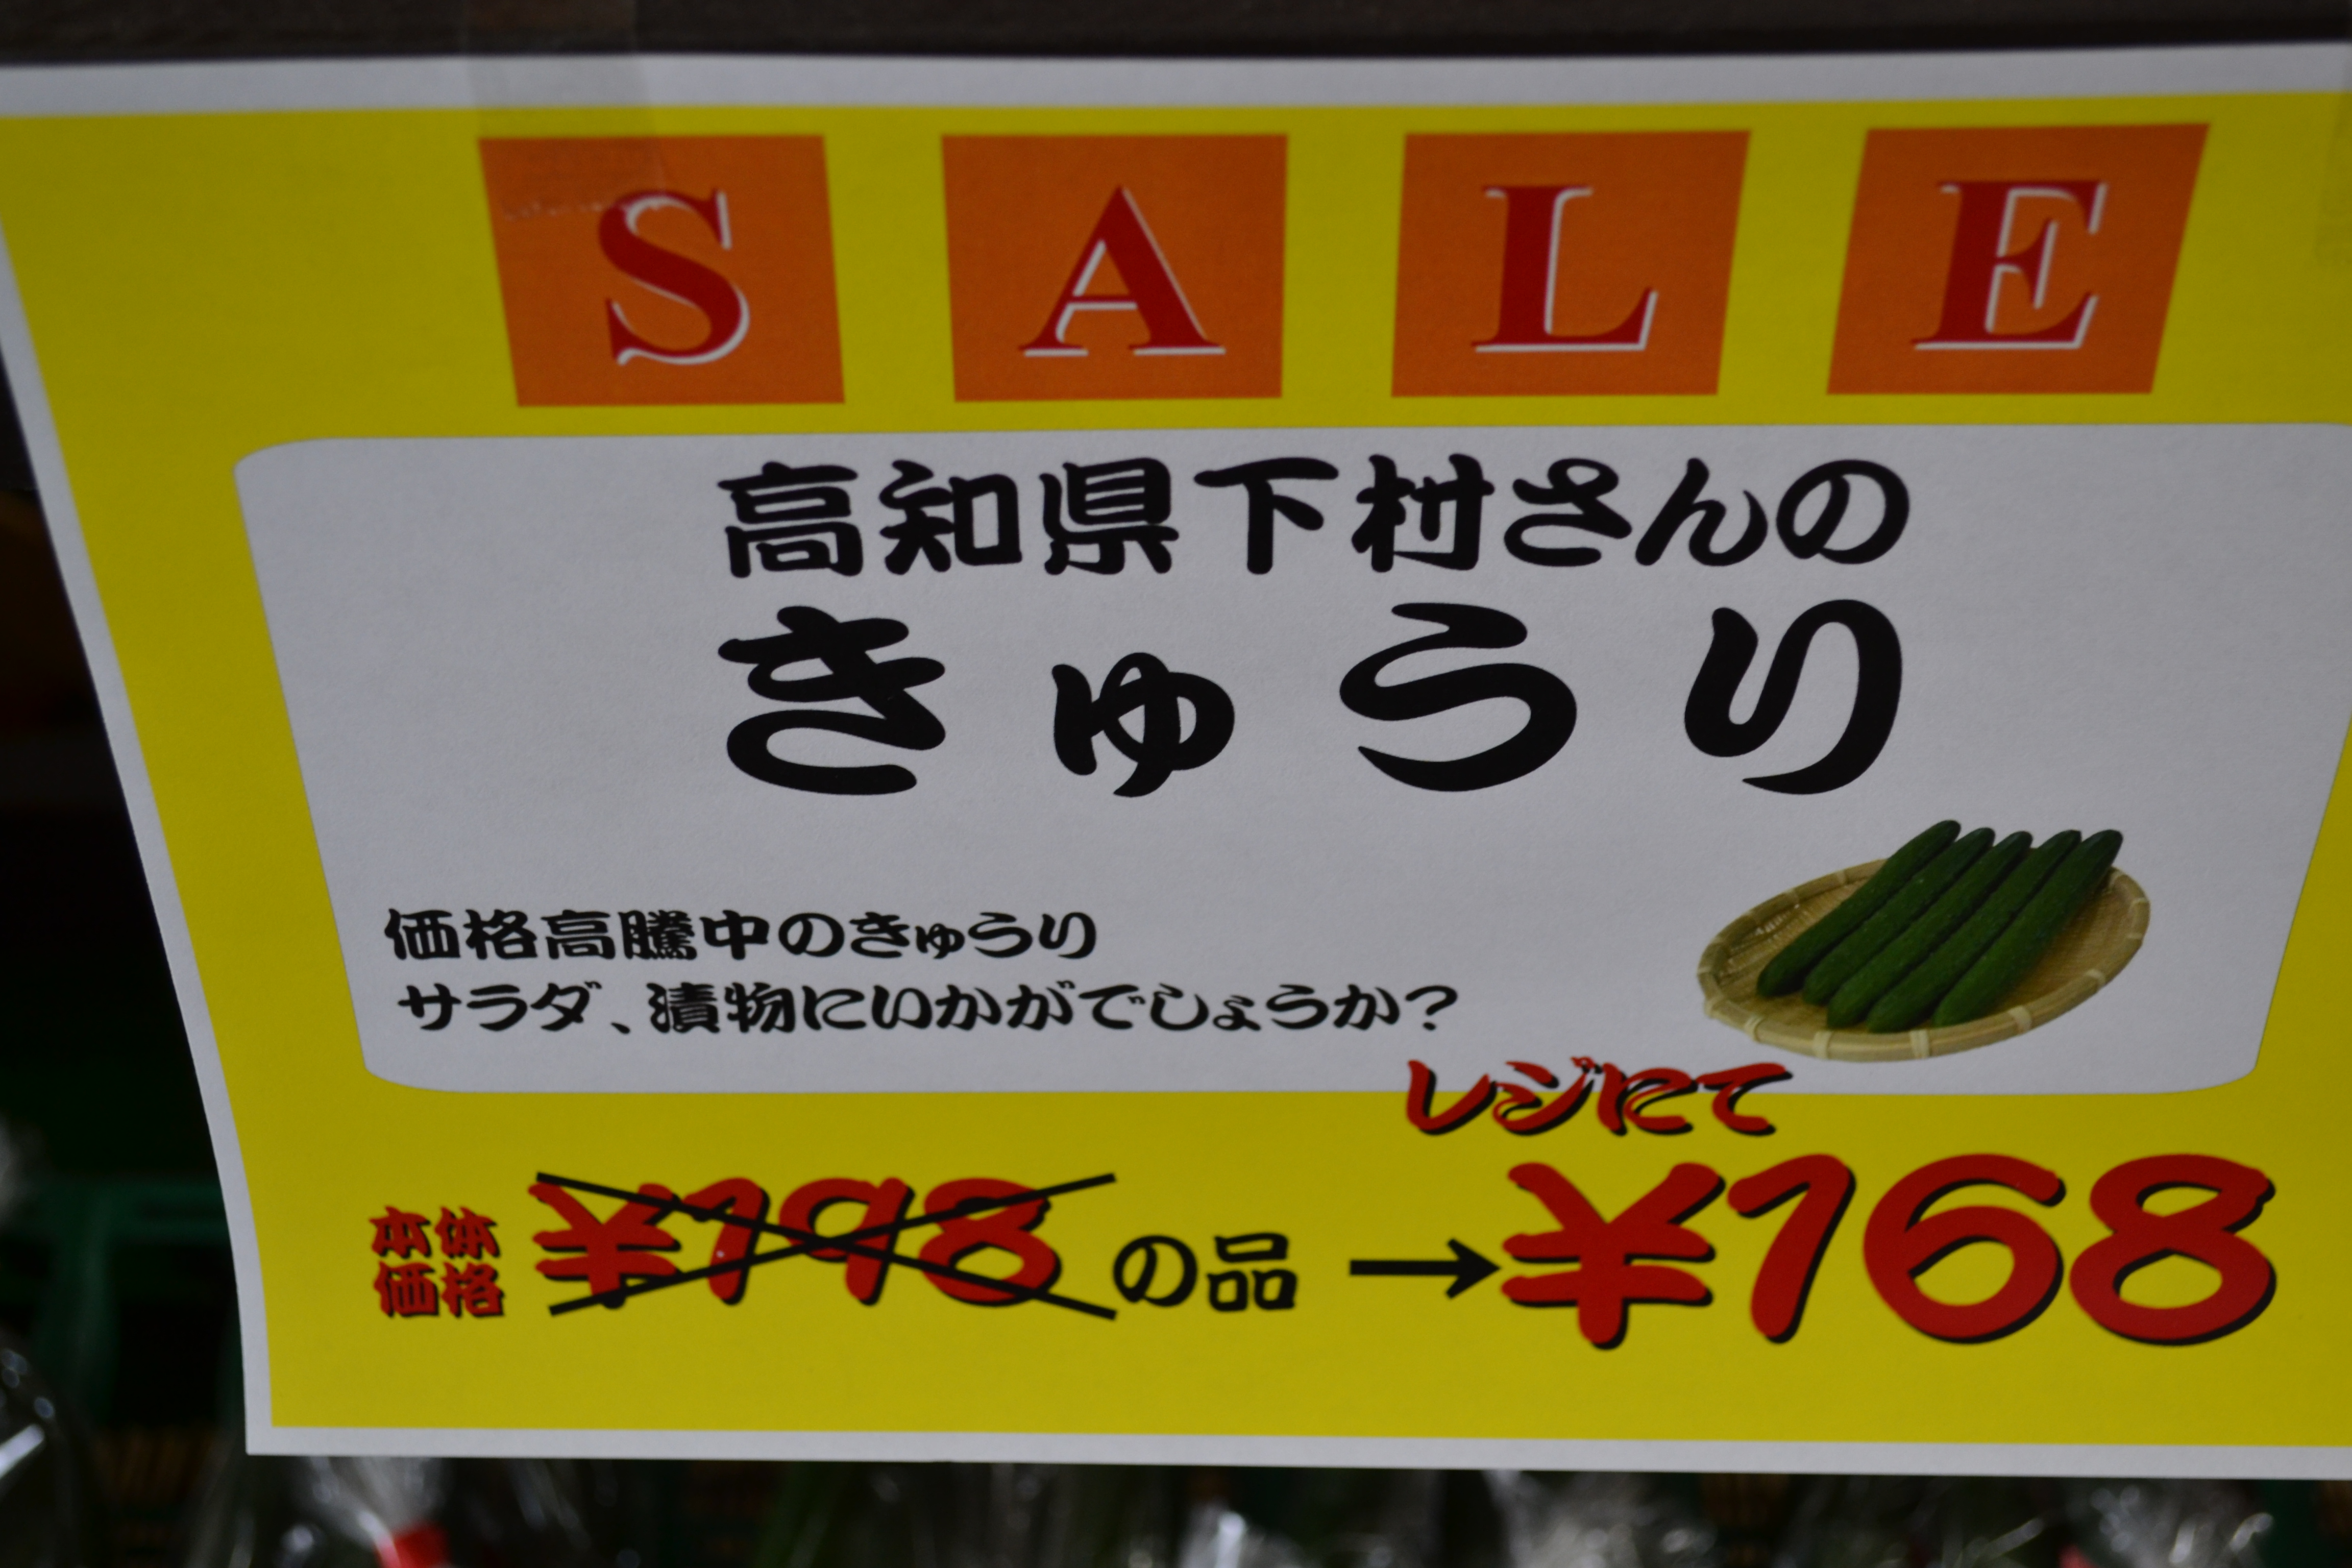 SALE
高知県下村さんの
きゅうり
価格高騰中のきゅうり
サラダ、漬物にいかがでしょうか？
レジにて
本体価格 ¥198の品→¥168